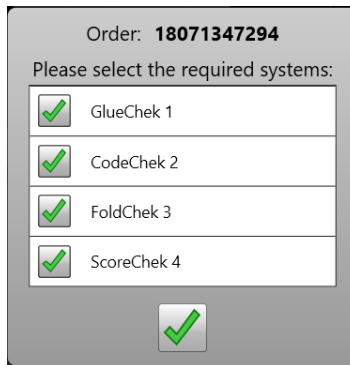 Order: 18071347294
Please select the required systems:
GlueChek 1
CodeChek 2
FoldChek 3
ScoreChek 4